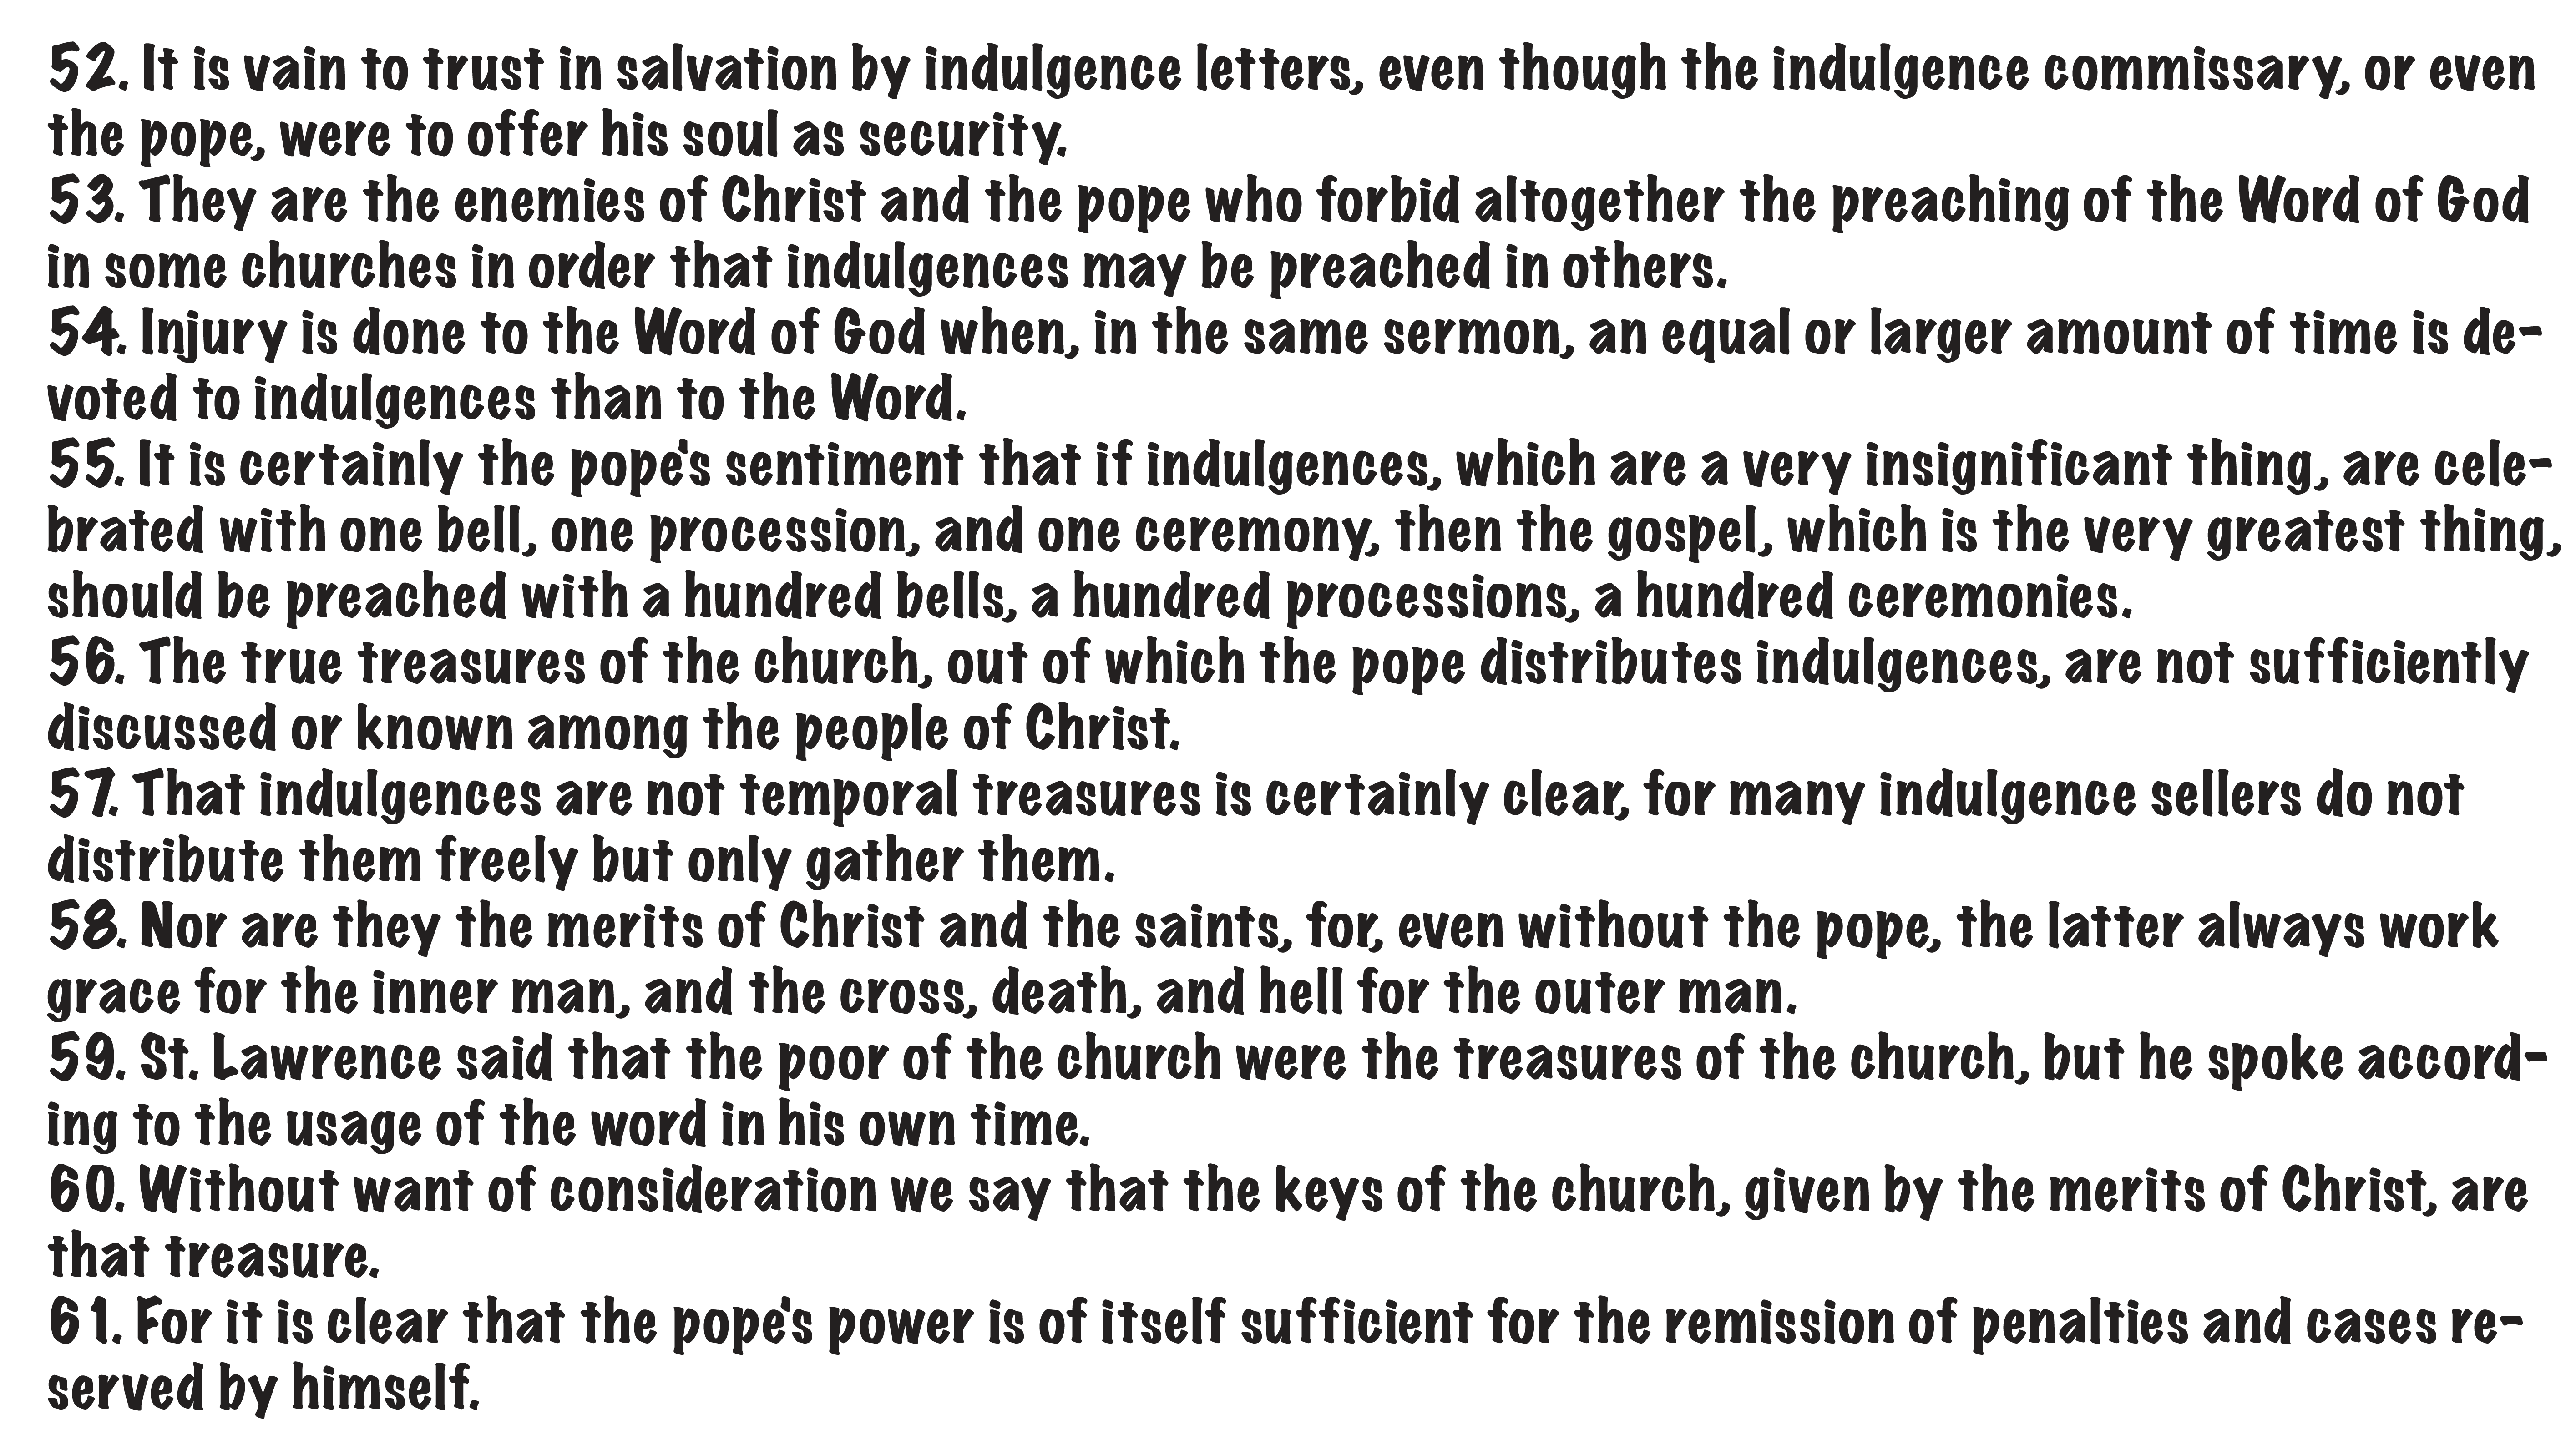 52. It is vain to trust in salvation by indulgence letters, even though the indulgence commissary, or even
the pope, were to offer his soul as security.
53. They are the enemies of Christ and the pope who forbid altogether the preaching of the Word of God
in some churches in order that indulgences may be preached in others.
54. Injury is done to the Word of God when, in the same sermon, an equal or larger amount of time is de-
voted to indulgences than to the Word.
55. It is certainly the pope's sentiment that if indulgences, which are a very insignificant thing, are cele-
brated with one bell, one procession, and one ceremony, then the gospel, which is the very greatest thing,
should be preached with a hundred bells, a hundred processions, a hundred ceremonies.
56. The true treasures of the church, out of which the pope distributes indulgences, are not sufficiently
discussed or known among the people of Christ.
57. That indulgences are not temporal treasures is certainly clear, for many indulgence sellers do not
distribute them freely but only gather them.
58. Nor are they the merits of Christ and the saints, for, even without the pope, the latter always work
grace for the inner man, and the cross, death, and hell for the outer man.
59. St. Lawrence said that the poor of the church were the treasures of the church, but he spoke accord-
ing to the usage of the word in his own time.
60. Without want of consideration we say that the keys of the church, given by the merits of Christ, are
that treasure.
61. For it is clear that the pope's power is of itself sufficient for the remission of penalties and cases re-
served by himself.